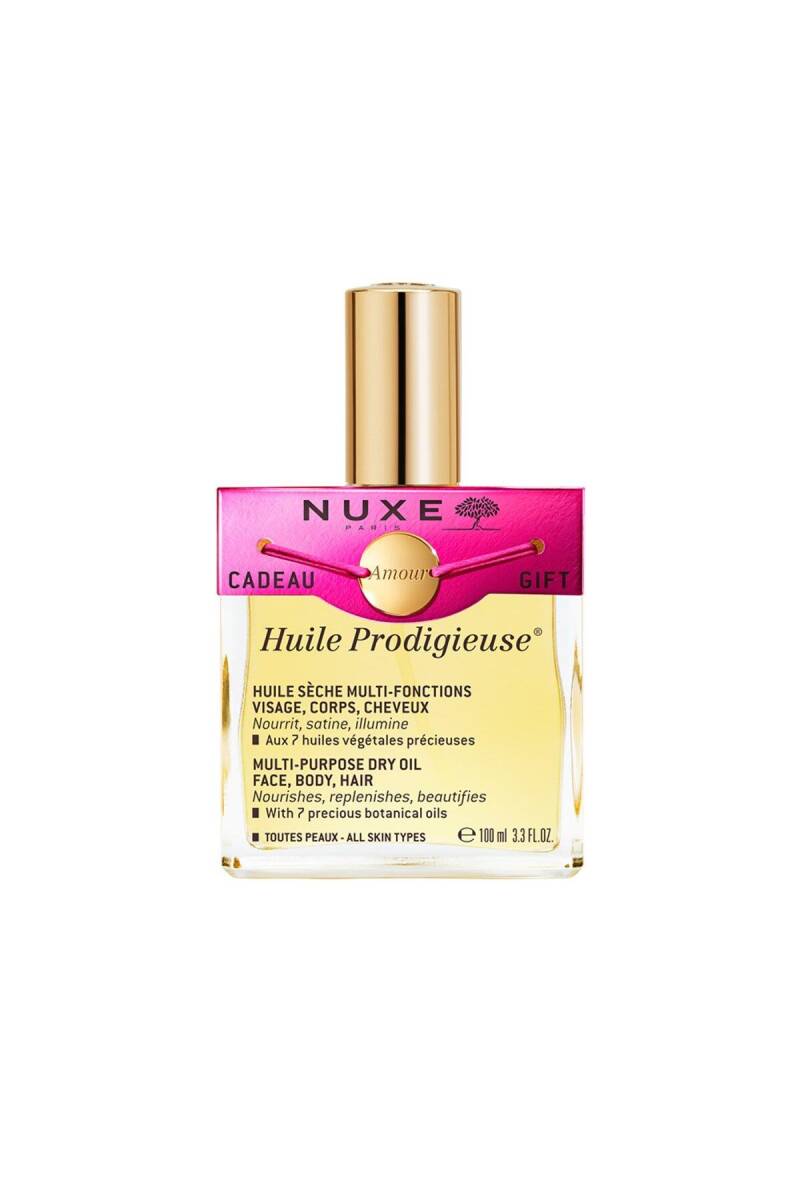 NUXE
PARIS
Amour
CADEAU GIFT
Huile Prodigieuse®
HUILE SÈCHE MULTI-FONCTIONS
VISAGE, CORPS, CHEVEUX
Nourrit, satine, illumine
Aux 7 huiles végétales précieuses
MULTI-PURPOSE DRY OIL
FACE, BODY, HAIR
Nourishes, replenishes, beautifies
With 7 precious botanical oils
TOUTES PEAUX - ALL SKIN TYPES ℮ 100 ml 3.3 FL.OZ.